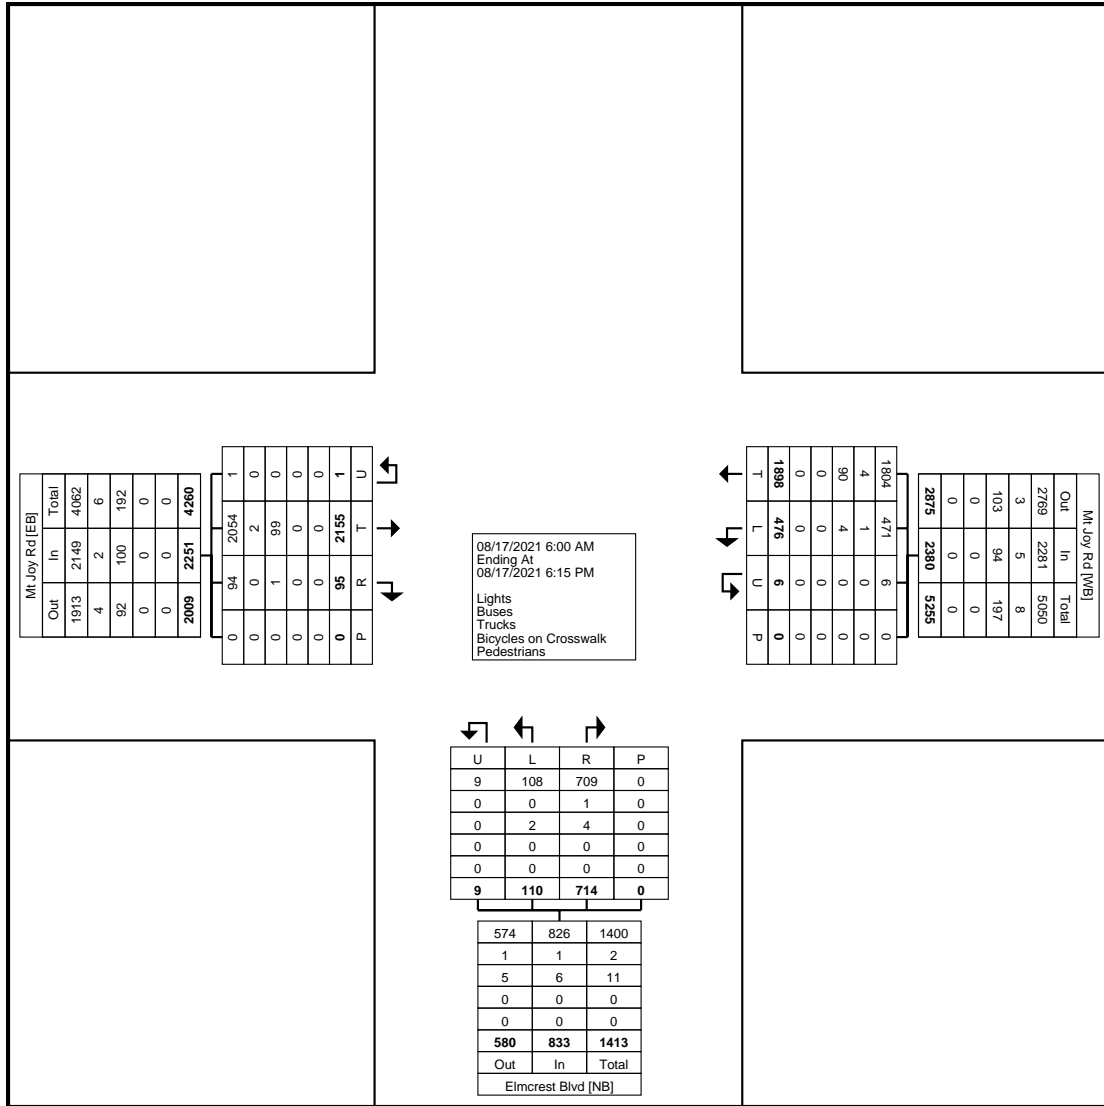 Mt Joy Rd [EB]
Total In Out
4062 2149 1913
6 2 4
192 100 92
0 0 0
0 0 0
4260 2251 2009
1 2054 94 0
0 2 0 0
0 99 1 0
0 0 0 0
0 0 0 0
1 2155 95 0
U T R P
08/17/2021 6:00 AM
Ending At
08/17/2021 6:15 PM
Lights
Buses
Trucks
Bicycles on Crosswalk
Pedestrians
Mt Joy Rd [WB]
Out In Total
2769 2281 5050
3 5 8
103 94 197
0 0 0
0 0 0
2875 2380 5255
1804 471 6 0
4 1 0 0
90 4 0 0
0 0 0 0
0 0 0 0
1898 476 6 0
T L U P
U L R P
9 108 709 0
0 0 1 0
0 2 4 0
0 0 0 0
0 0 0 0
9 110 714 0
574 826 1400
1 1 2
5 6 11
0 0 0
0 0 0
580 833 1413
Out In Total
Elmcrest Blvd [NB]